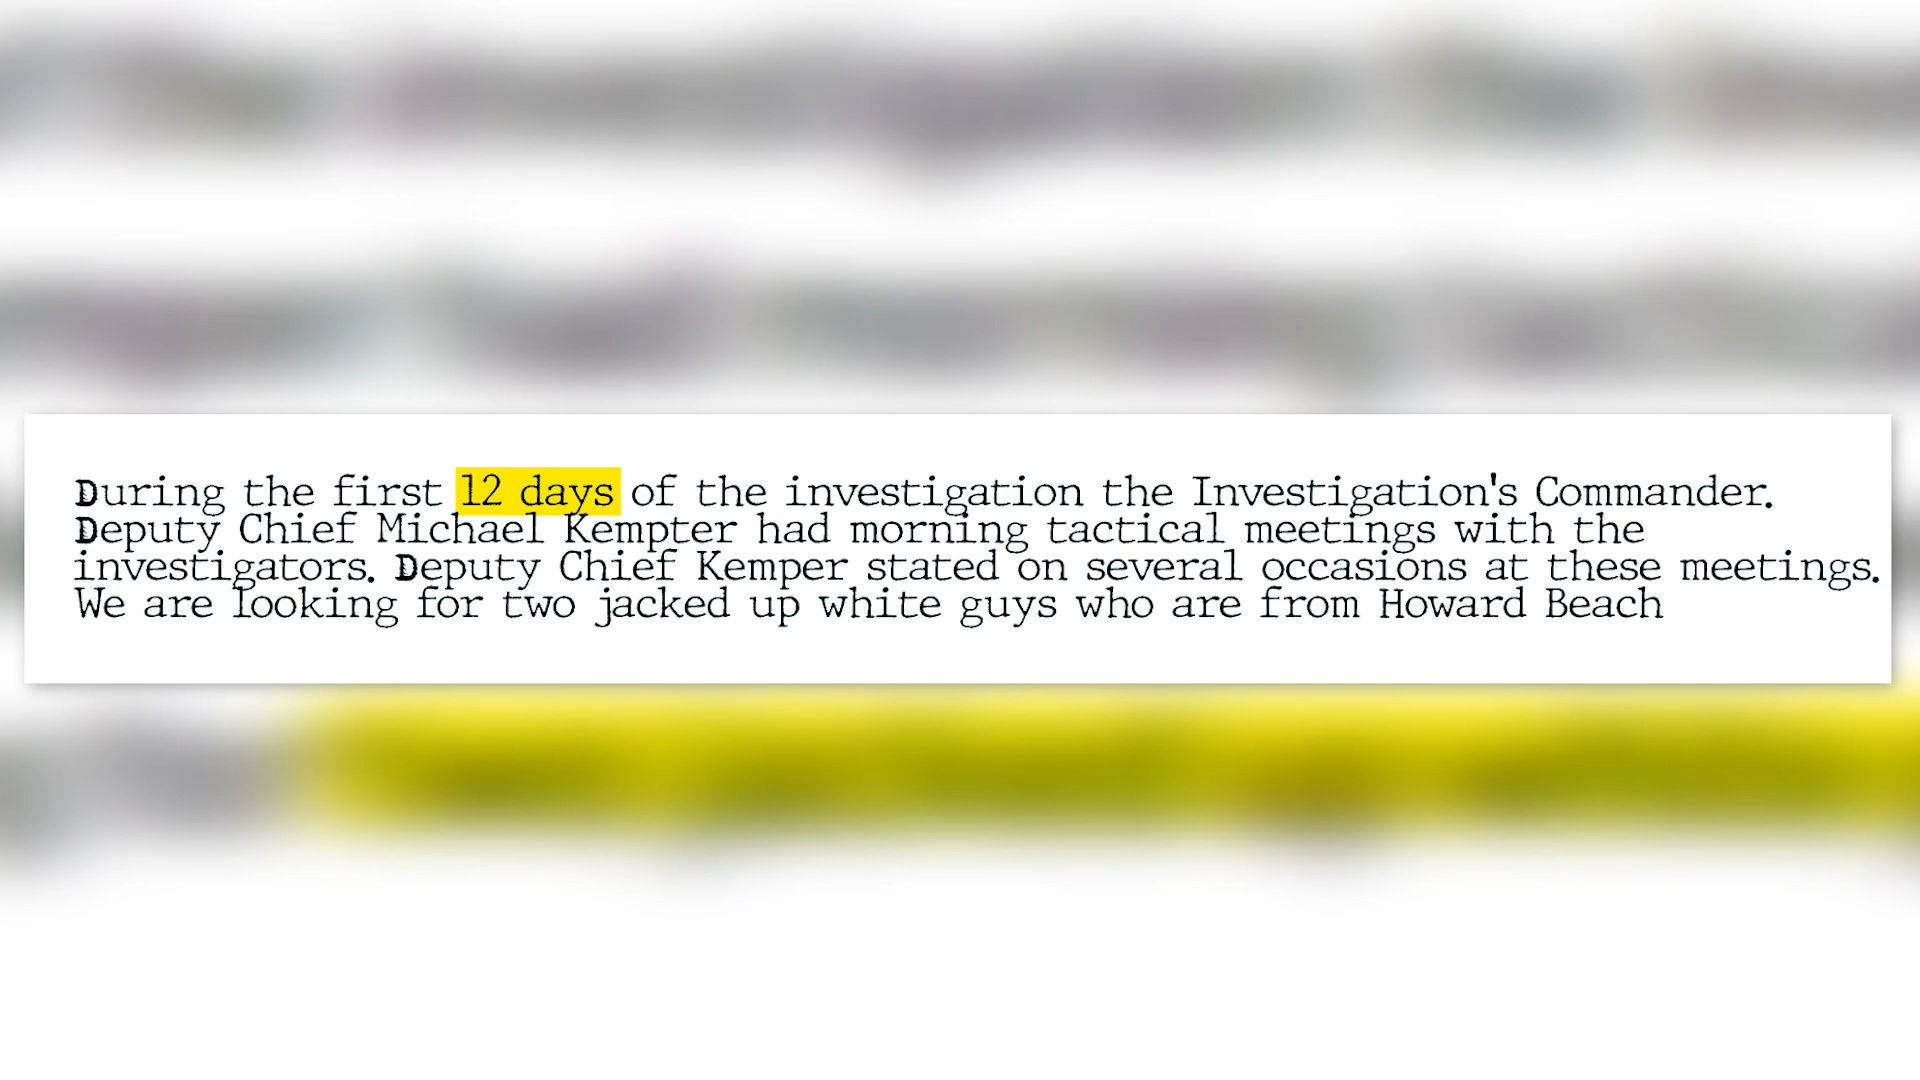 During the first 12 days of the investigation the Investigation's Commander.
Deputy Chief Michael Kempter had morning tactical meetings with the
investigators. Deputy Chief Kemper stated on several occasions at these meetings.
We are looking for two jacked up white guys who are from Howard Beach